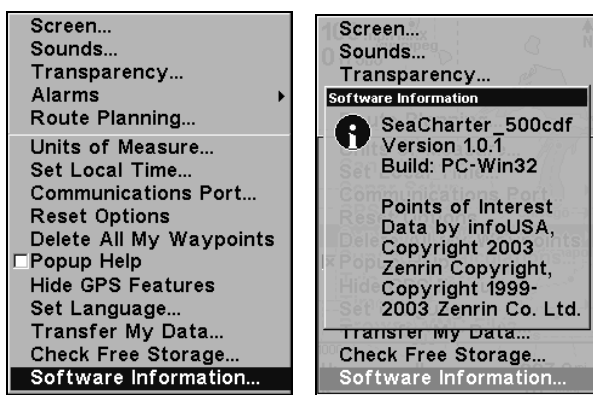 Screen...
Sounds...
Transparency...
Alarms
Route Planning...
Units of Measure...
Set Local Time...
Communications Port...
Reset Options
Delete All My Waypoints
Popup Help
Hide GPS Features
Set Language...
Transfer My Data...
Check Free Storage...
Software Information...
Screen...
Sounds...
Transparency...
Software Information
SeaCharter_500cdf
Version 1.0.1
Build: PC-Win32
Points of Interest
Data by infoUSA,
Copyright 2003
Zenrin Copyright,
Copyright 1999-
2003 Zenrin Co. Ltd.
Transfer My Data...
Check Free Storage...
Software Information...